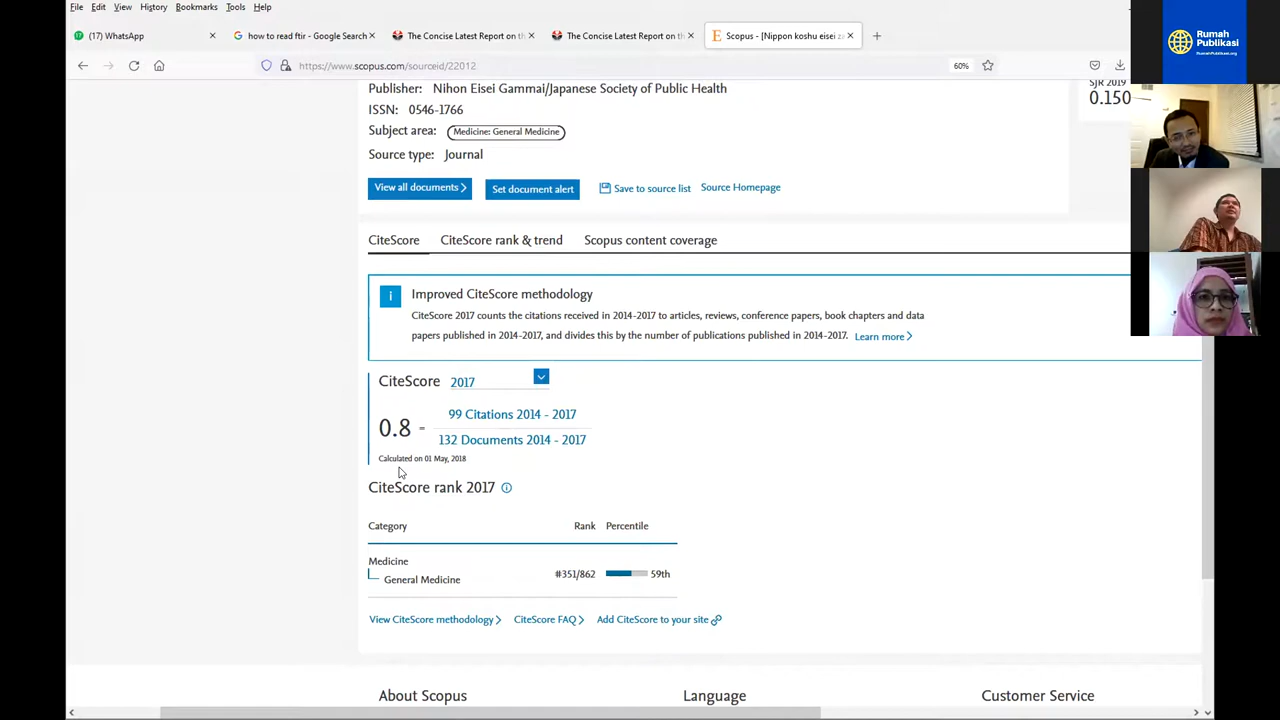 File Edit View History Bookmarks Tools Help
(17) WhatsApp
how to read ftir - Google Search
The Concise Latest Report on th
The Concise Latest Report on th
Scopus - [Nippon koshu eisei za
https://www.scopus.com/sourceid/22012
60%
Rumah
Publikasi
RumahPublikasi.org
Publisher: Nihon Eisei Gammai/Japanese Society of Public Health
SJR 2019
0.150
ISSN: 0546-1766
Subject area: Medicine: General Medicine
Source type: Journal
View all documents
Set document alert
Save to source list
Source Homepage
CiteScore
CiteScore rank & trend
Scopus content coverage
i
Improved CiteScore methodology
CiteScore 2017 counts the citations received in 2014-2017 to articles, reviews, conference papers, book chapters and data
papers published in 2014-2017, and divides this by the number of publications published in 2014-2017. Learn more
CiteScore 2017
0.8 =
99 Citations 2014 - 2017
132 Documents 2014 - 2017
Calculated on 01 May, 2018
CiteScore rank 2017
Category Rank Percentile
Medicine
General Medicine #351/862 59th
View CiteScore methodology
CiteScore FAQ
Add CiteScore to your site
About Scopus
Language
Customer Service